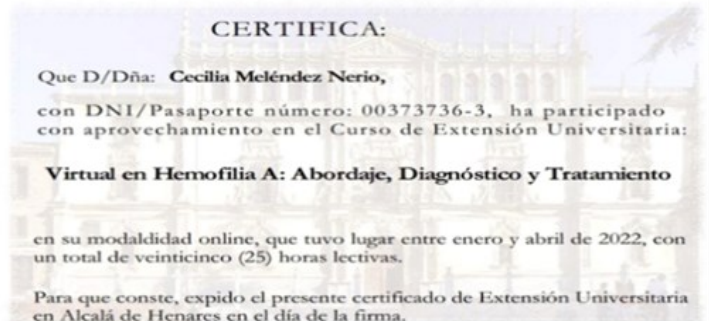 CERTIFICA:
Que D/Dña: Cecilia Meléndez Nerio,
con DNI/Pasaporte número: 00373736-3, ha participado
con aprovechamiento en el Curso de Extensión Universitaria:
Virtual en Hemofilia A: Abordaje, Diagnóstico y Tratamiento
en su modaldidad online, que tuvo lugar entre enero y abril de 2022, con
un total de veinticinco (25) horas lectivas.
Para que conste, expido el presente certificado de Extensión Universitaria
en Alcalá de Henares en el día de la firma.